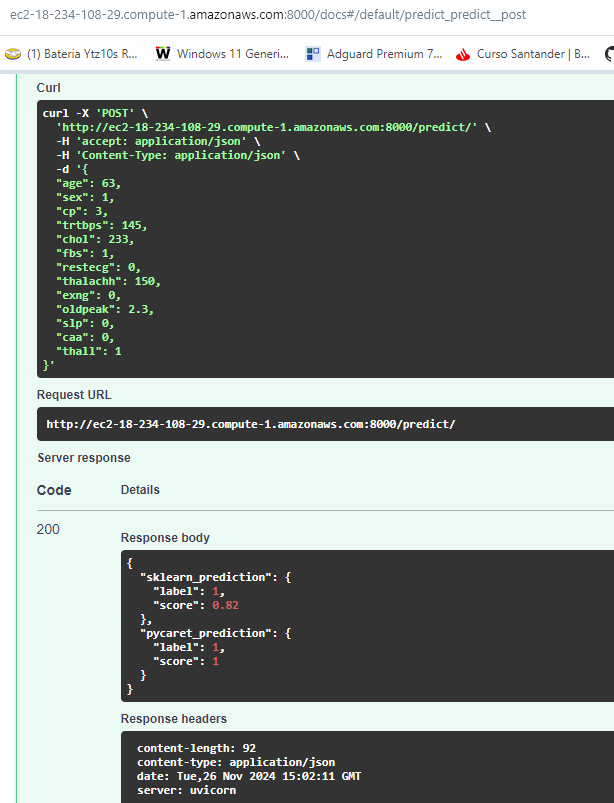 ec2-18-234-108-29.compute-1.amazonaws.com:8000/docs#/default/predict_predict__post
(1) Bateria Ytz10s R... Windows 11 Generi... Adguard Premium 7... Curso Santander | B...
Curl
curl -X 'POST' \
  'http://ec2-18-234-108-29.compute-1.amazonaws.com:8000/predict/' \
  -H 'accept: application/json' \
  -H 'Content-Type: application/json' \
  -d '{
  "age": 63,
  "sex": 1,
  "cp": 3,
  "trtbps": 145,
  "chol": 233,
  "fbs": 1,
  "restecg": 0,
  "thalachh": 150,
  "exng": 0,
  "oldpeak": 2.3,
  "slp": 0,
  "caa": 0,
  "thall": 1
}'
Request URL
http://ec2-18-234-108-29.compute-1.amazonaws.com:8000/predict/
Server response
Code Details
200
Response body
{
  "sklearn_prediction": {
    "label": 1,
    "score": 0.82
  },
  "pycaret_prediction": {
    "label": 1,
    "score": 1
  }
}
Response headers
content-length: 92
content-type: application/json
date: Tue,26 Nov 2024 15:02:11 GMT
server: uvicorn